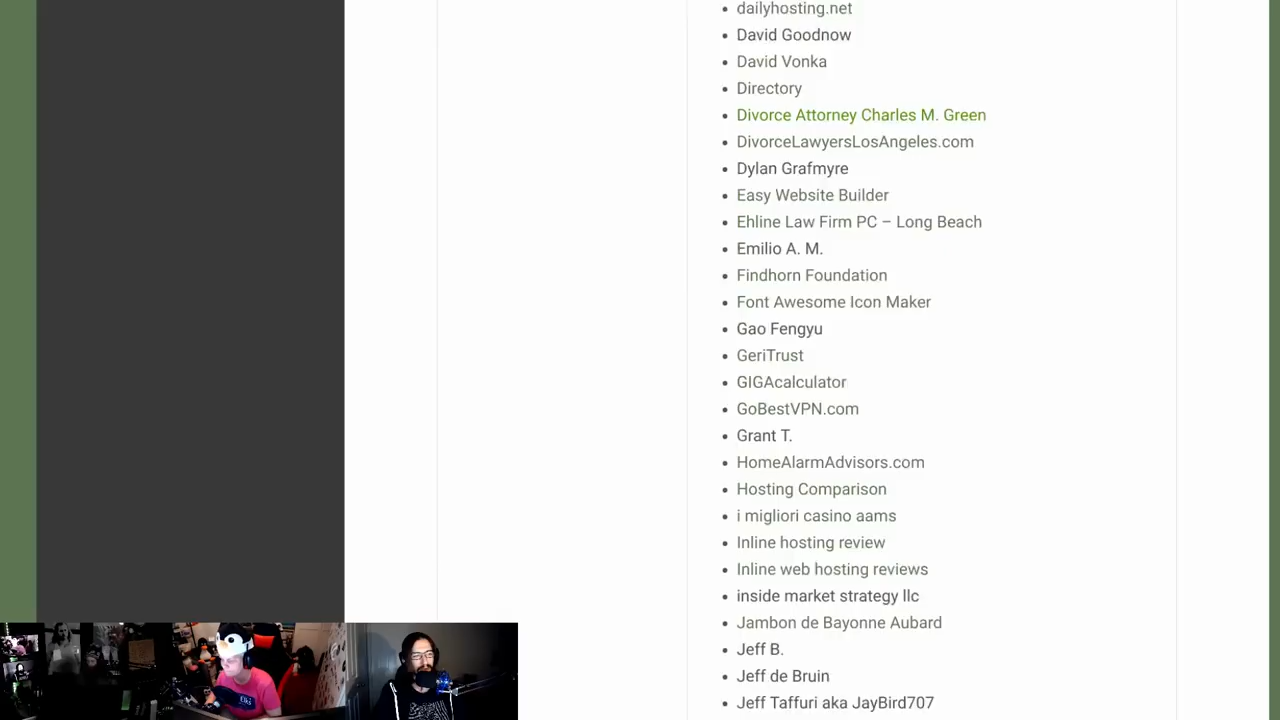 dailyhosting.net
David Goodnow
David Vonka
Directory
Divorce Attorney Charles M. Green
DivorceLawyersLosAngeles.com
Dylan Grafmyre
Easy Website Builder
Ehline Law Firm PC – Long Beach
Emilio A. M.
Findhorn Foundation
Font Awesome Icon Maker
Gao Fengyu
GeriTrust
GIGAcalculator
GoBestVPN.com
Grant T.
HomeAlarmAdvisors.com
Hosting Comparison
i migliori casino aams
Inline hosting review
Inline web hosting reviews
inside market strategy llc
Jambon de Bayonne Aubard
Jeff B.
Jeff de Bruin
Jeff Taffuri aka JayBird707